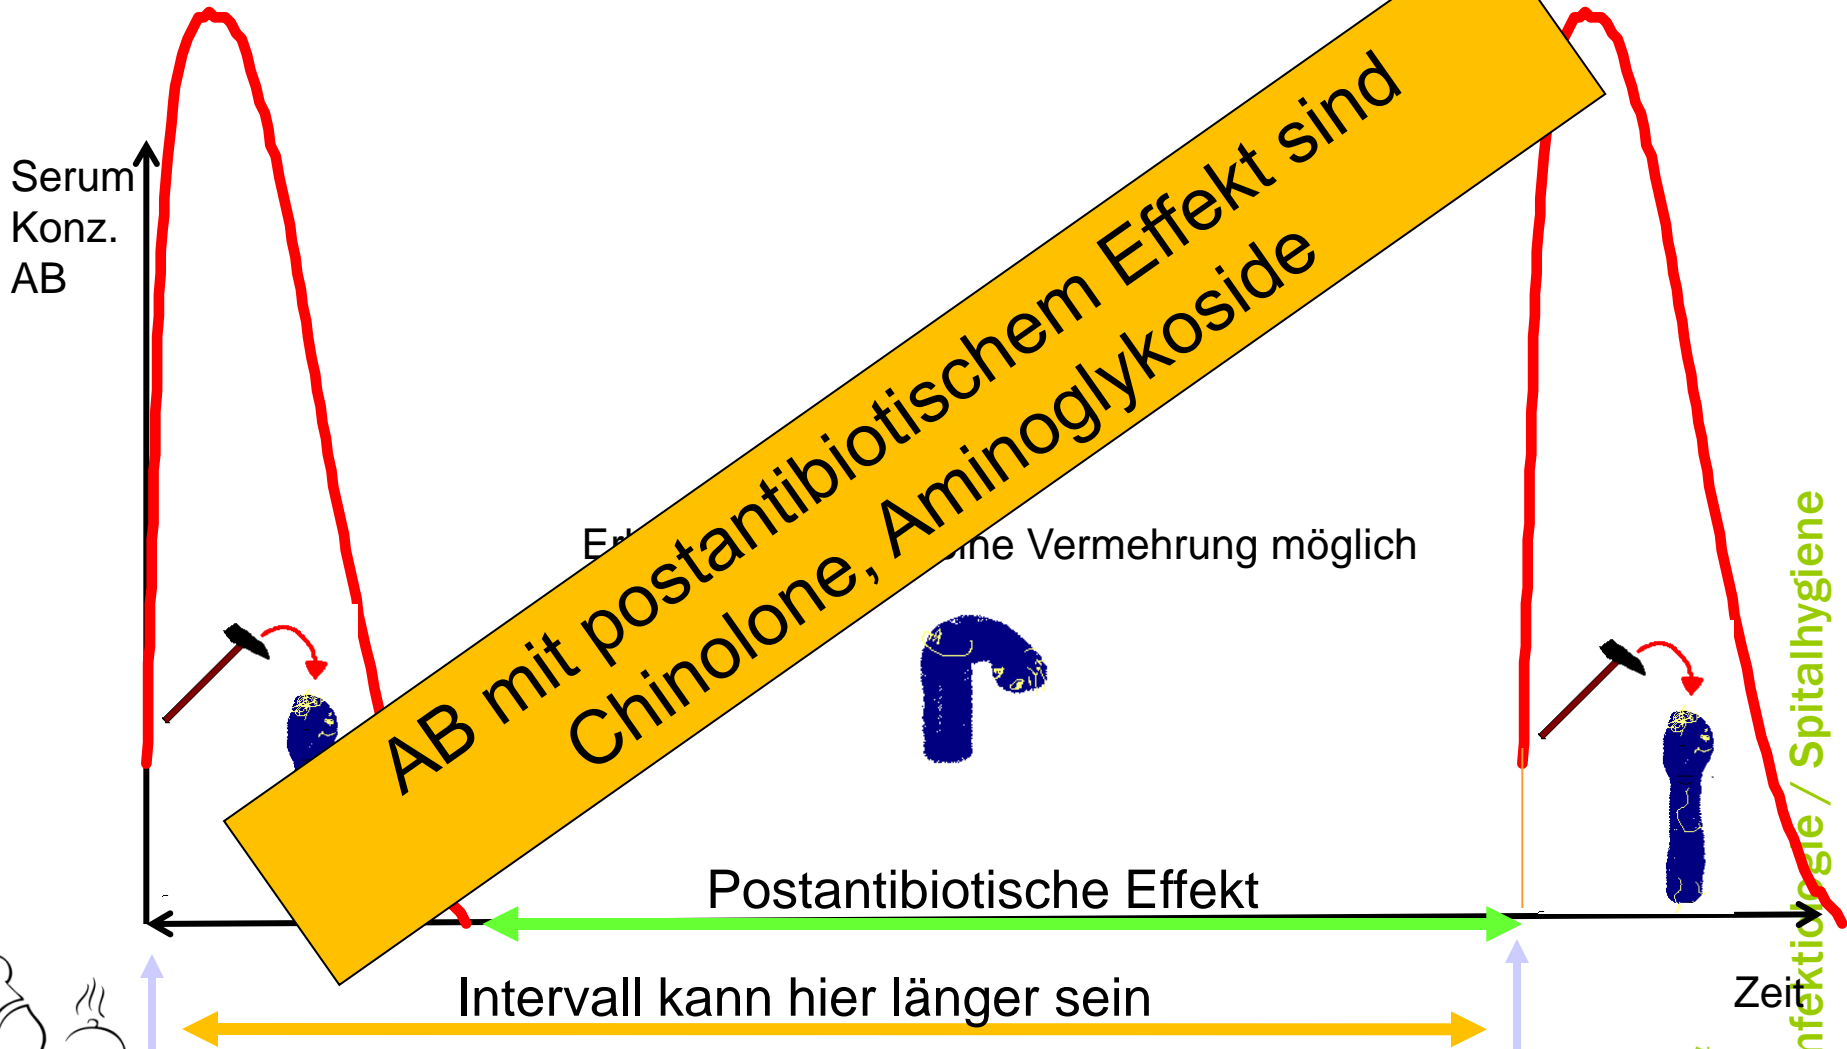 Serum
Konz.
AB
AB mit postantibiotischem Effekt sind
Chinolone, Aminoglykoside
Vermehrung möglich
Postantibiotische Effekt
Intervall kann hier länger sein
Zeit
/ Spitalhygiene